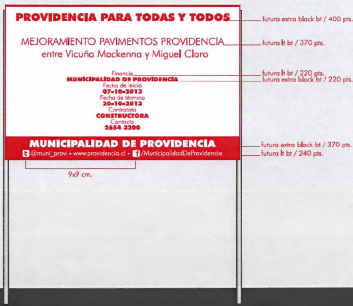 PROVIDENCIA PARA TODAS Y TODOS
futura extra black bt / 400 pts.
MEJORAMIENTO PAVIMENTOS PROVIDENCIA
entre Vicuña Mackenna y Miguel Claro
futura lt bt / 370 pts.
Financia
MUNICIPALIDAD DE PROVIDENCIA
Fecha de inicio
07-10-2013
Fecha de término
29-10-2013
Contratista
CONSTRUCTORA
Contacto
2654 3200
futura lt bt / 220 pts.
futura extra black bt / 220 pts.
MUNICIPALIDAD DE PROVIDENCIA
@muni_provi • www.providencia.cl • f/MunicipalidadDeProvidencia
futura extra black bt / 370 pts.
futura lt bt / 240 pts.
9x9 cm.